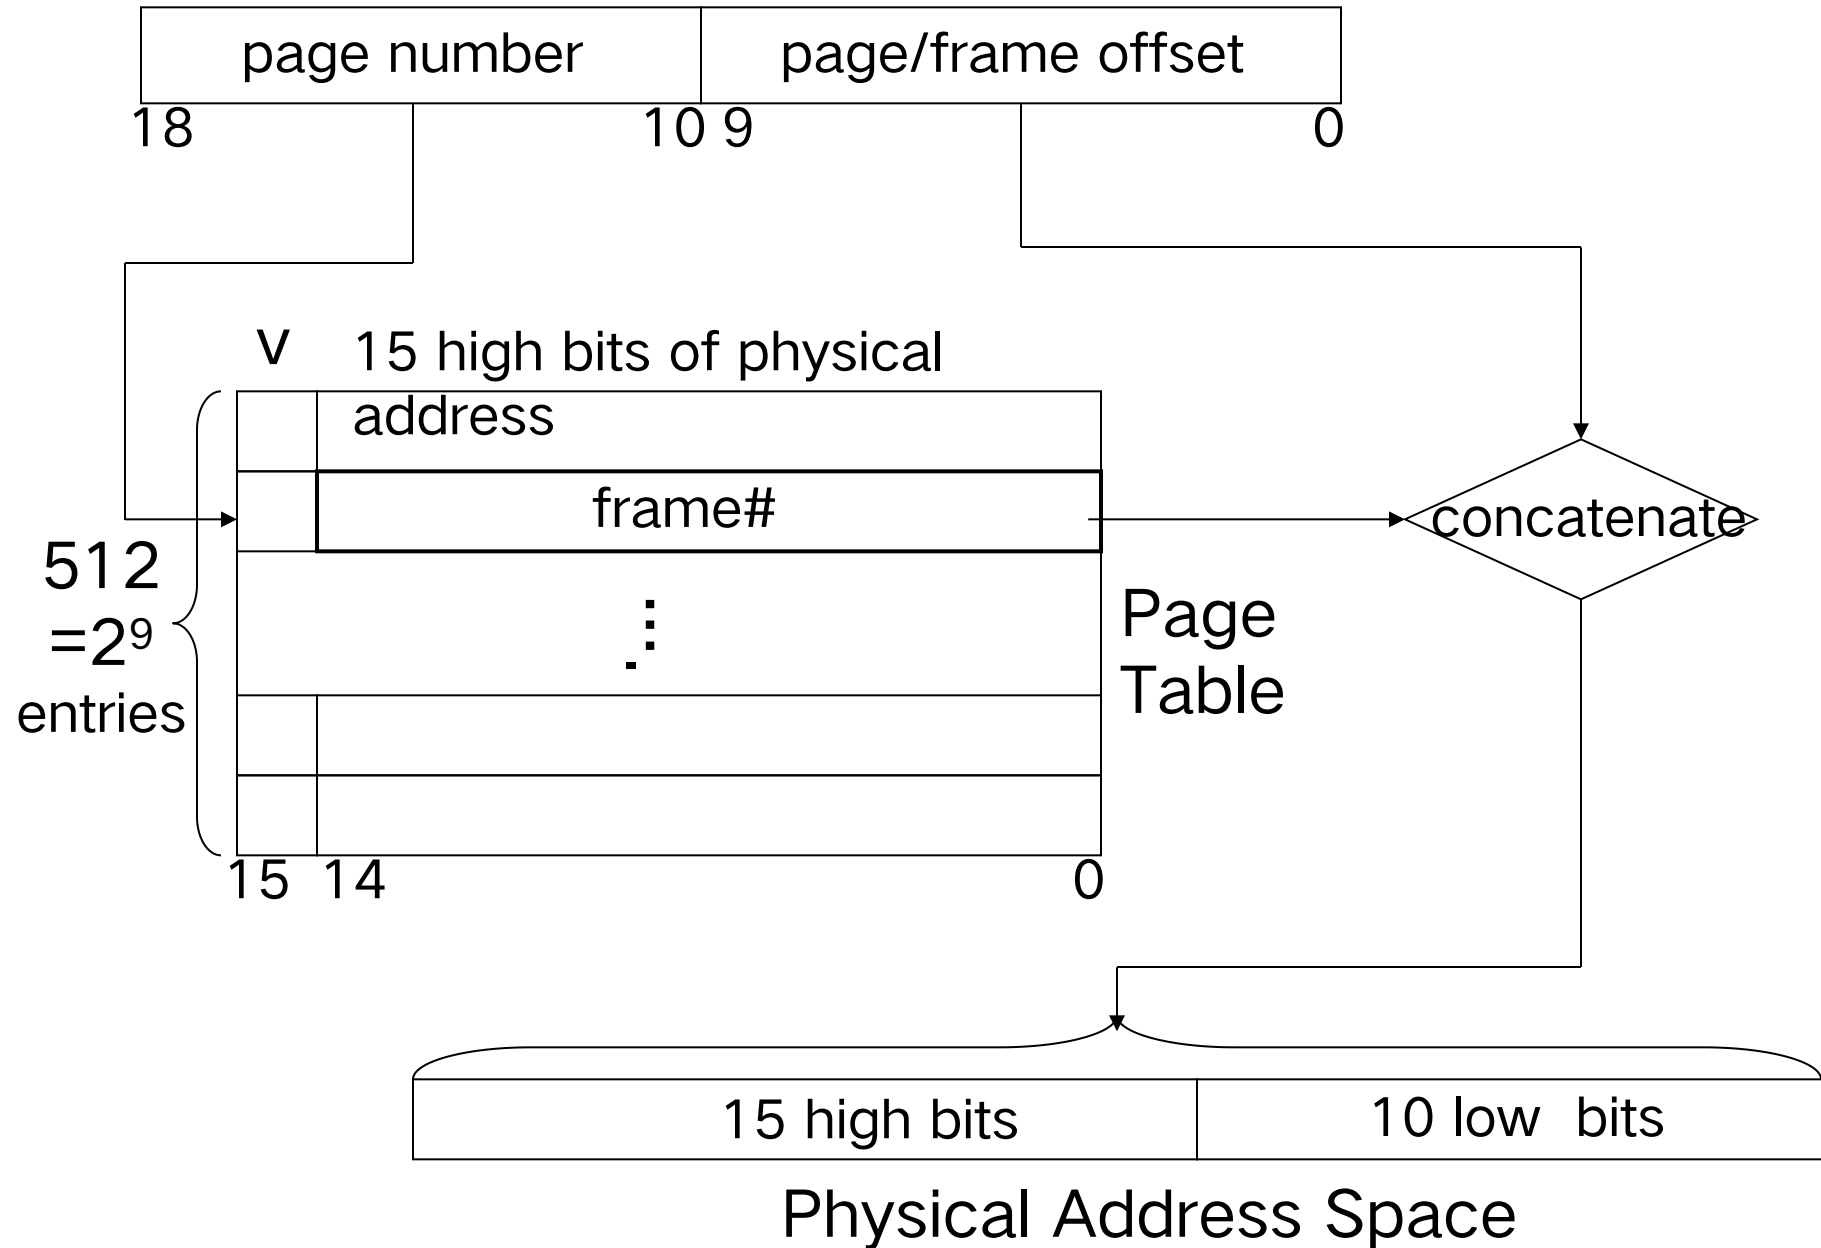 page number
page/frame offset
18
10 9
0
v
15 high bits of physical
address
frame#
concatenate
512
=2⁹
entries
Page
Table
15
14
0
15 high bits
10 low bits
Physical Address Space